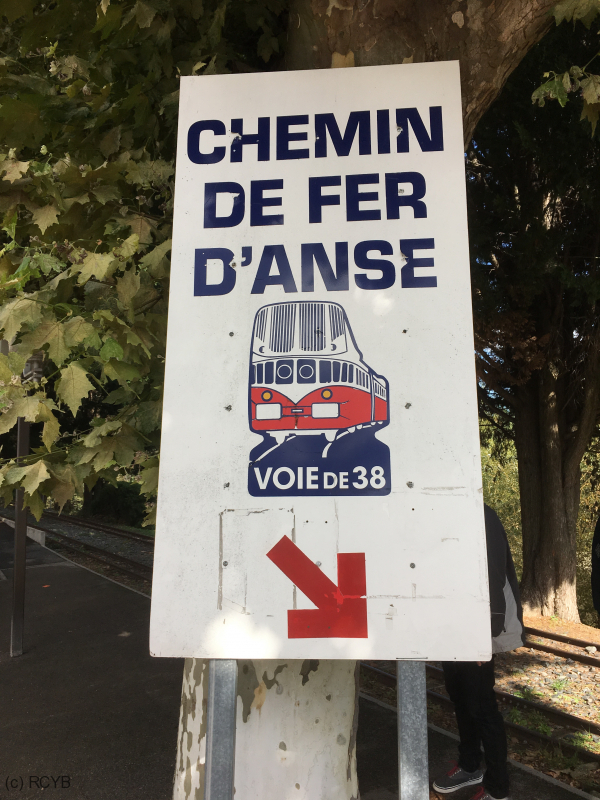 CHEMIN
DE FER
D'ANSE
VOIE DE 38
(c) RCYB